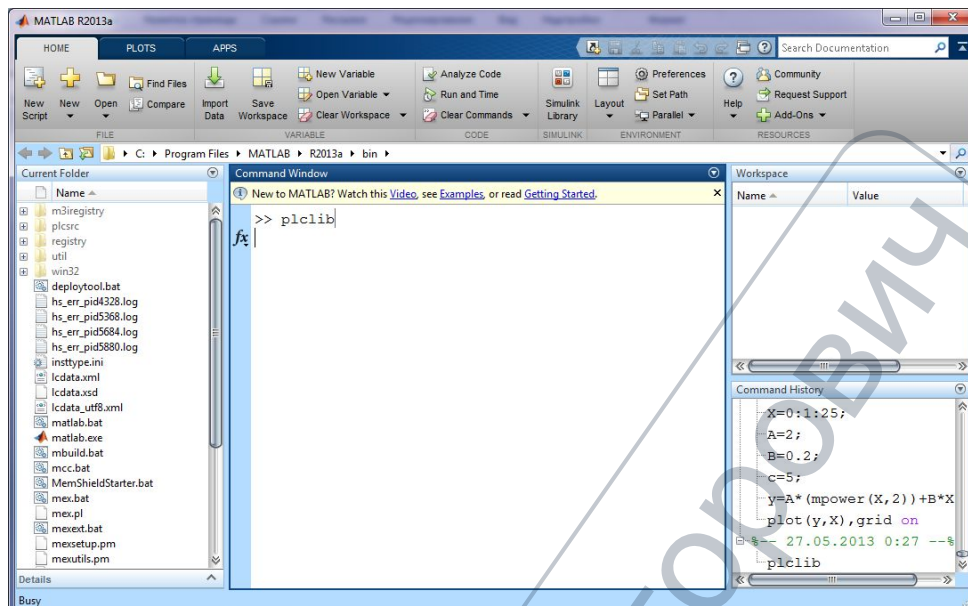 MATLAB R2013a
HOME PLOTS APPS
Search Documentation
New Script
New
Open
Find Files
Compare
FILE
Import Data
Save Workspace
New Variable
Open Variable
Clear Workspace
VARIABLE
Analyze Code
Run and Time
Clear Commands
CODE
Simulink Library
SIMULINK
Layout
Preferences
Set Path
Parallel
ENVIRONMENT
Help
Community
Request Support
Add-Ons
RESOURCES
C: Program Files MATLAB R2013a bin
Current Folder
Name
m3iregistry
plcsrc
registry
util
win32
deploytool.bat
hs_err_pid4328.log
hs_err_pid5368.log
hs_err_pid5684.log
hs_err_pid5880.log
insttype.ini
lcdata.xml
lcdata.xsd
lcdata_utf8.xml
matlab.bat
matlab.exe
mbuild.bat
mcc.bat
MemShieldStarter.bat
mex.bat
mex.pl
mexext.bat
mexsetup.pm
mexutils.pm
Details
Busy
Command Window
New to MATLAB? Watch this Video, see Examples, or read Getting Started.
>> plclib
fx
Workspace
Name Value
Command History
X=0:1:25;
A=2;
B=0.2;
c=5;
y=A*(mpower(X,2))+B*X
plot(y,X),grid on
%-- 27.05.2013 0:27 --%
plclib
торович